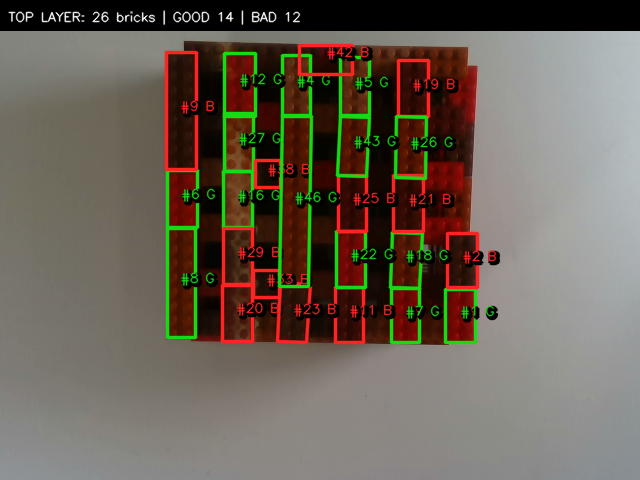 TOP LAYER: 26 bricks | GOOD 14 | BAD 12
#42 B
#12 G #4 G #5 G #19 B
#9 B
#27 G #43 G #26 G
#38 B
#6 G #16 G #46 G #25 B #21 B
#29 B #22 G #18 G #2 B
#8 G #33 B
#20 B #23 B #11 B #7 G #1 G